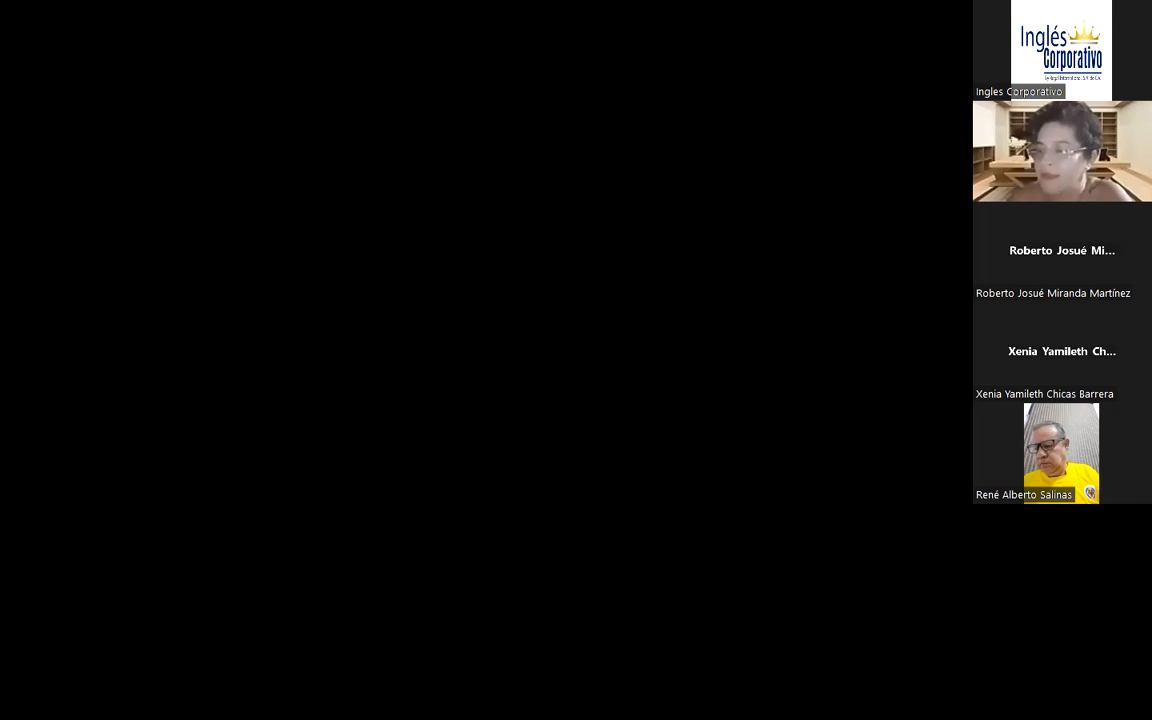 Inglés
Corporativo
Ingles Corporativo
Roberto Josué Mi...
Roberto Josué Miranda Martínez
Xenia Yamileth Ch...
Xenia Yamileth Chicas Barrera
René Alberto Salinas